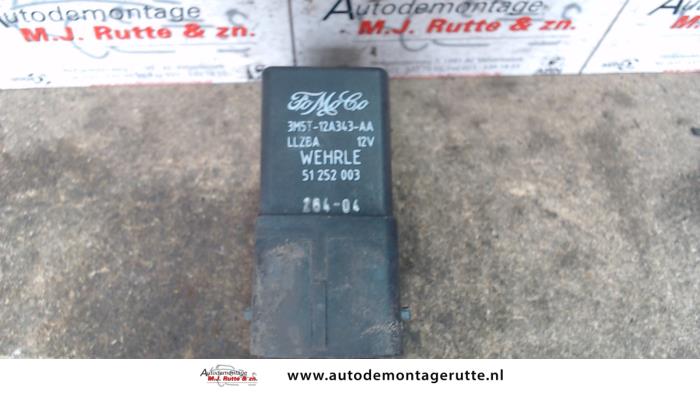 Autodemontage
M.J. Rutte & zn.
Autodemontage
M.J. Rutte & zn.
FoMoCo
3M5T-12A343-AA
LLZBA 12V
WEHRLE
51 252 003
264-04
Autodemontage
M.J. Rutte & zn.
www.autodemontagerutte.nl